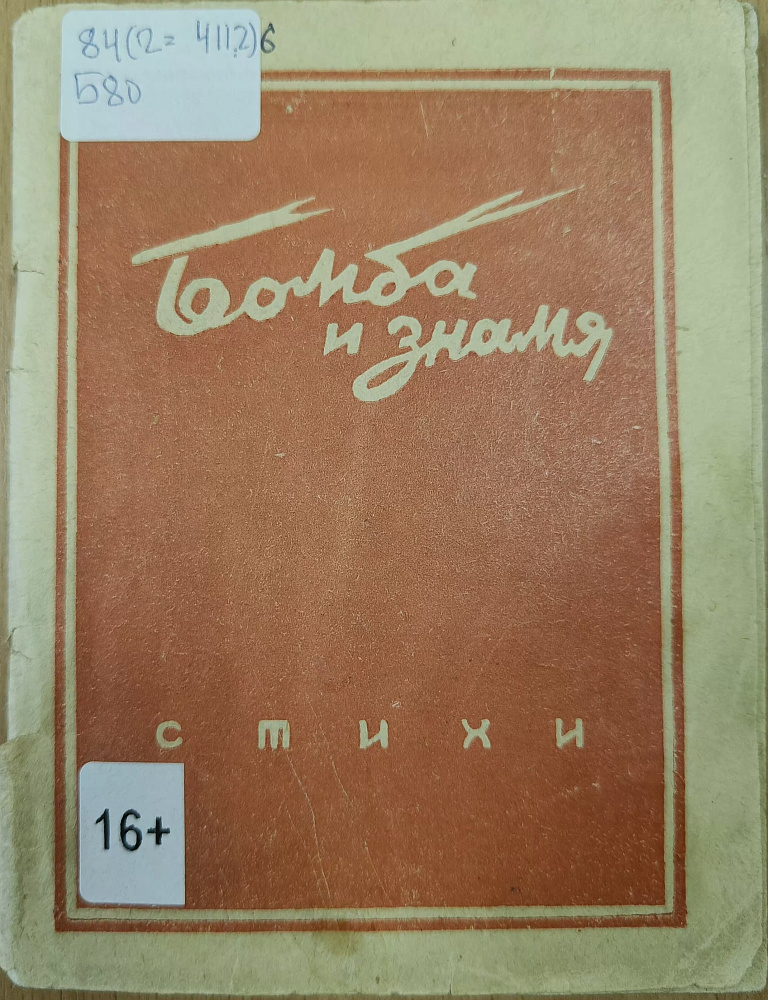 84(2=411.2)6
Б80
Бомба
и знамя
стихи
16+